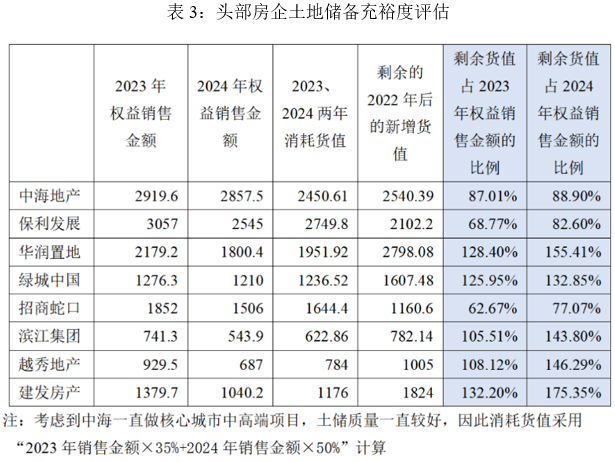 表 3：头部房企土地储备充裕度评估
2023 年权益销售金额 2024 年权益销售金额 2023、2024 两年消耗货值 剩余的 2022 年后的新增货值 剩余货值占 2023 年权益销售金额的比例 剩余货值占 2024 年权益销售金额的比例
中海地产 2919.6 2857.5 2450.61 2540.39 87.01% 88.90%
保利发展 3057 2545 2749.8 2102.2 68.77% 82.60%
华润置地 2179.2 1800.4 1951.92 2798.08 128.40% 155.41%
绿城中国 1276.3 1210 1236.52 1607.48 125.95% 132.85%
招商蛇口 1852 1506 1644.4 1160.6 62.67% 77.07%
滨江集团 741.3 543.9 622.86 782.14 105.51% 143.80%
越秀地产 929.5 687 784 1005 108.12% 146.29%
建发房产 1379.7 1040.2 1176 1824 132.20% 175.35%
注：考虑到中海一直做核心城市中高端项目，土储质量一直较好，因此消耗货值采用
“2023 年销售金额×35%+2024 年销售金额×50%”计算